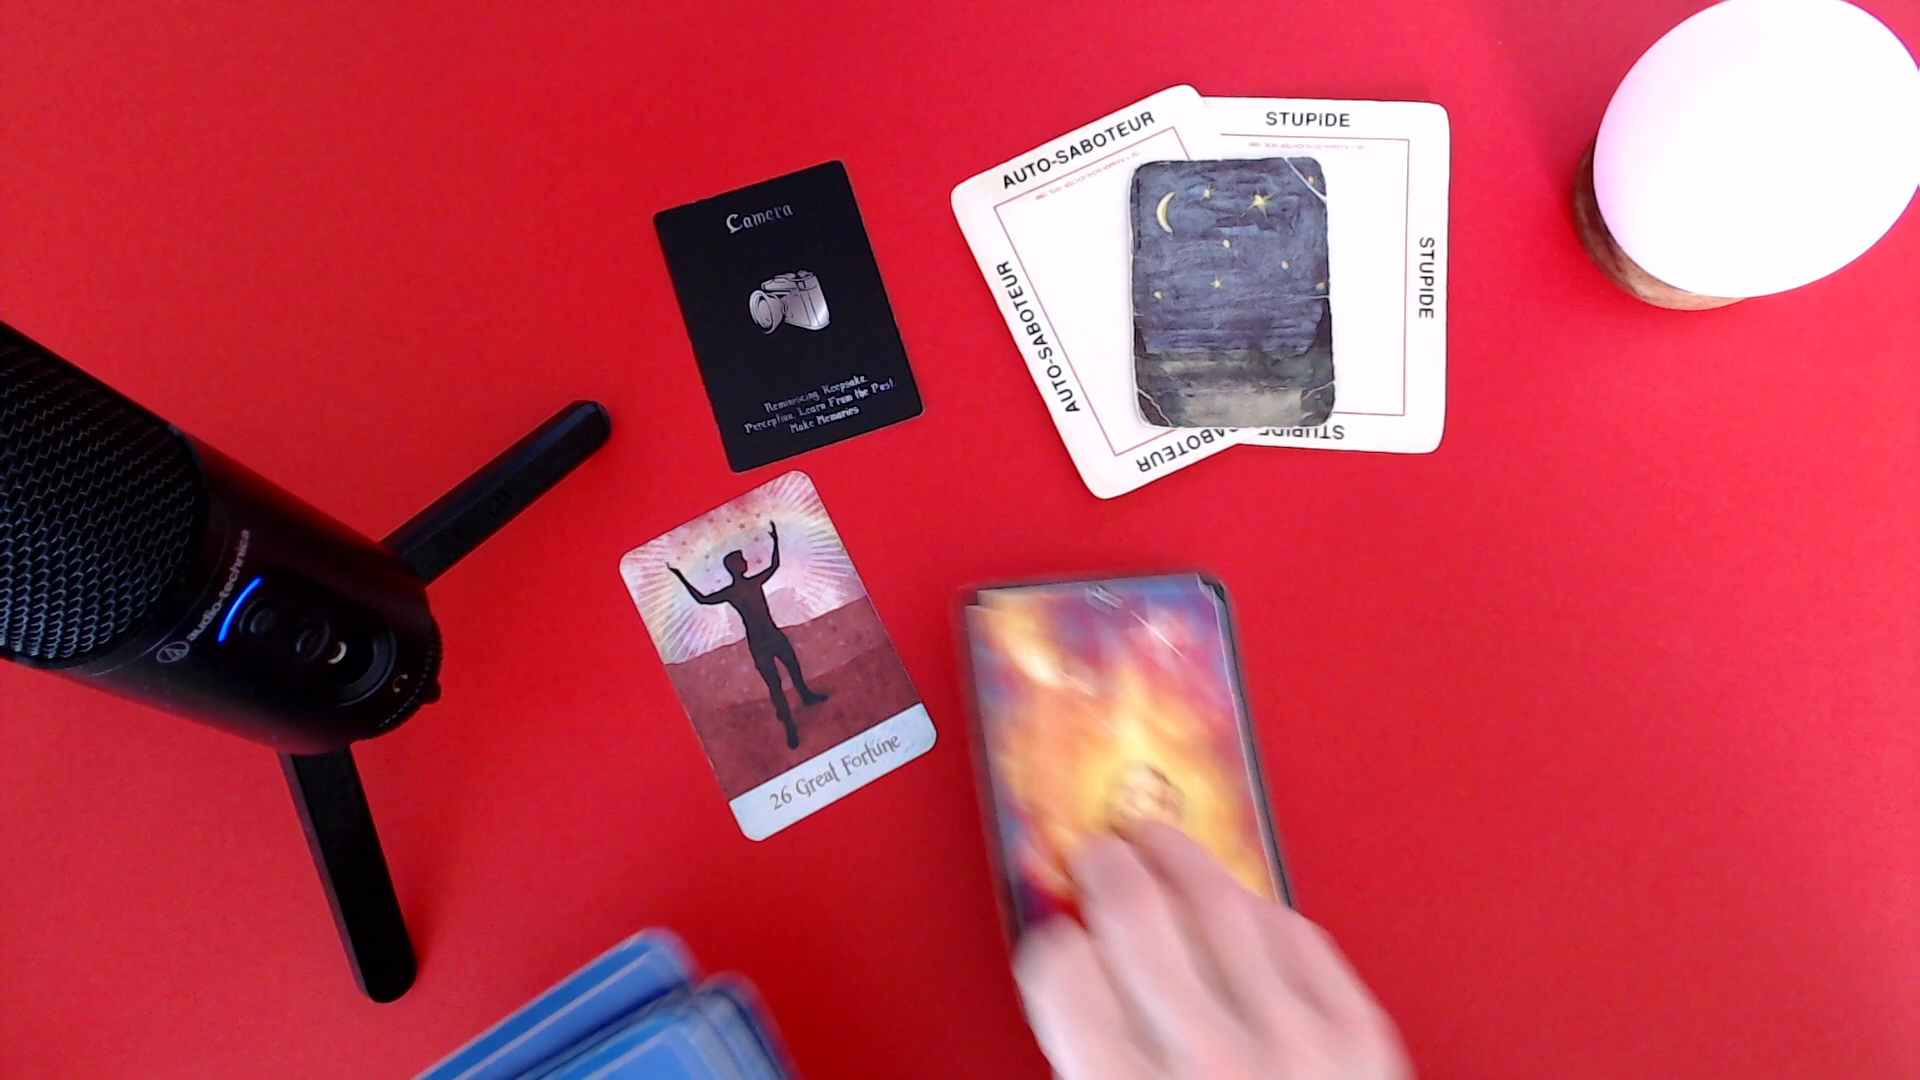 Camera
Reminiscing, Keepsake,
Perception, Learn From the Past,
Make Memories
AUTO-SABOTEUR
AUTO-SABOTEUR
SABOTEUR
STUPIDE
STUPIDE
STUPIDE
audio-technica
26 Great Fortune